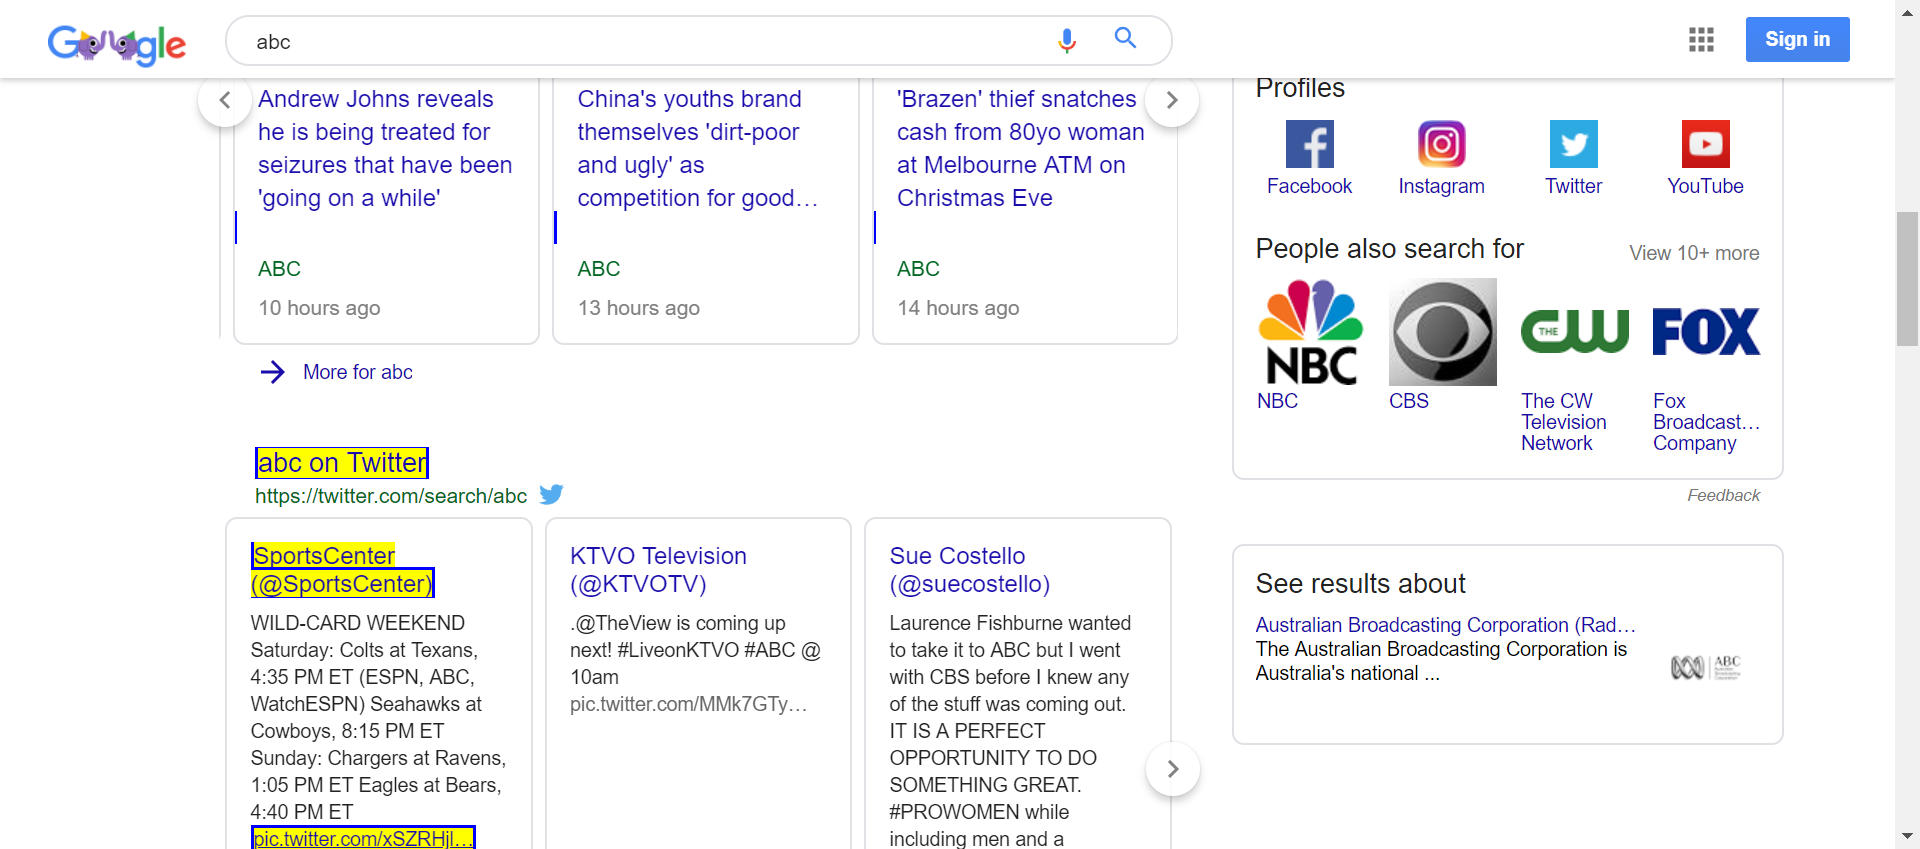 Google
abc
Sign in
Andrew Johns reveals
he is being treated for
seizures that have been
'going on a while'
ABC
10 hours ago
China's youths brand
themselves 'dirt-poor
and ugly' as
competition for good…
ABC
13 hours ago
'Brazen' thief snatches
cash from 80yo woman
at Melbourne ATM on
Christmas Eve
ABC
14 hours ago
More for abc
abc on Twitter
https://twitter.com/search/abc
SportsCenter
(@SportsCenter)
WILD-CARD WEEKEND
Saturday: Colts at Texans,
4:35 PM ET (ESPN, ABC,
WatchESPN) Seahawks at
Cowboys, 8:15 PM ET
Sunday: Chargers at Ravens,
1:05 PM ET Eagles at Bears,
4:40 PM ET
pic.twitter.com/xSZRHjl…
KTVO Television
(@KTVOTV)
.@TheView is coming up
next! #LiveonKTVO #ABC @
10am
pic.twitter.com/MMk7GTy…
Sue Costello
(@suecostello)
Laurence Fishburne wanted
to take it to ABC but I went
with CBS before I knew any
of the stuff was coming out.
IT IS A PERFECT
OPPORTUNITY TO DO
SOMETHING GREAT.
#PROWOMEN while
including men and a
Profiles
Facebook
Instagram
Twitter
YouTube
People also search for
View 10+ more
NBC
THE CW
FOX
NBC
CBS
The CW
Television
Network
Fox
Broadcast…
Company
Feedback
See results about
Australian Broadcasting Corporation (Rad…
The Australian Broadcasting Corporation is
Australia's national ...
ABC